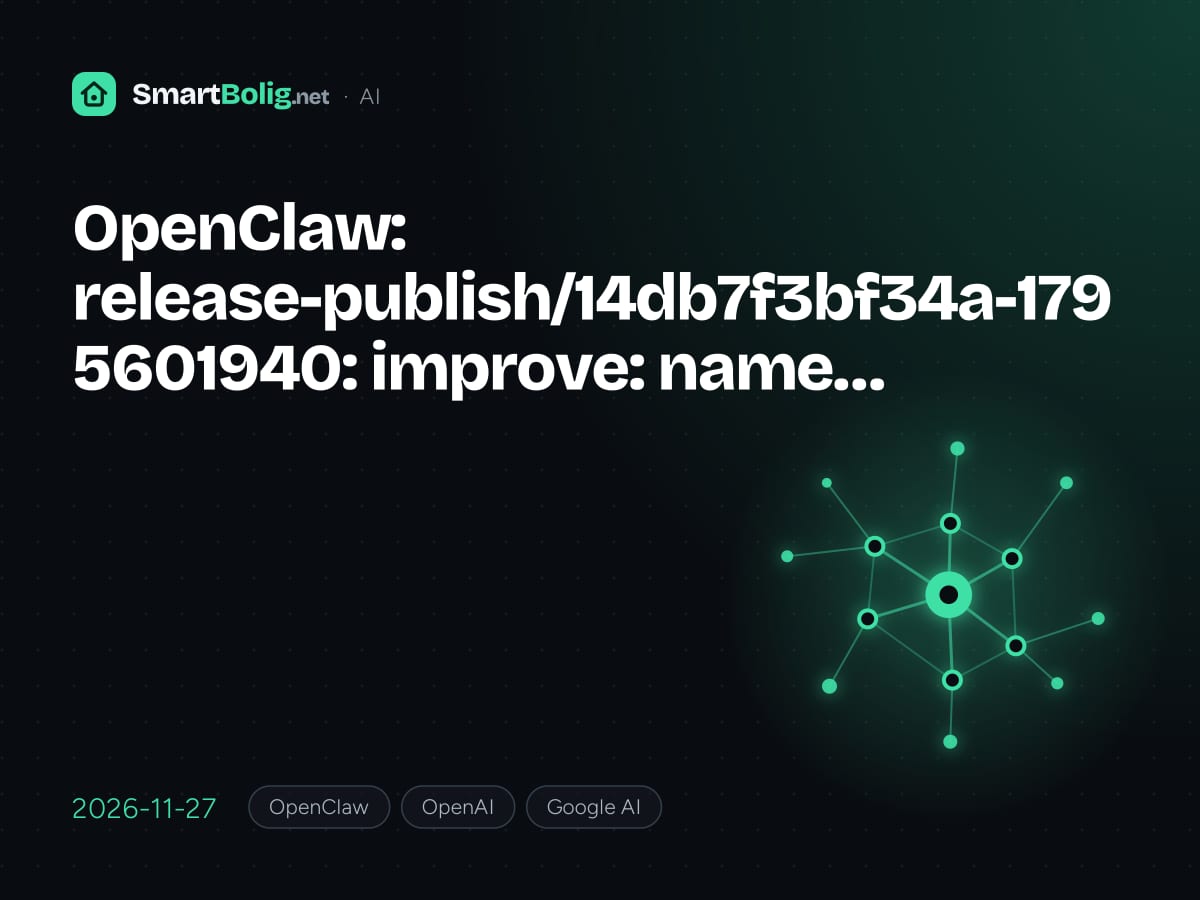 SmartBolig.net · AI
OpenClaw:
release-publish/14db7f3bf34a-179
5601940: improve: name...
2026-11-27 OpenClaw OpenAI Google AI